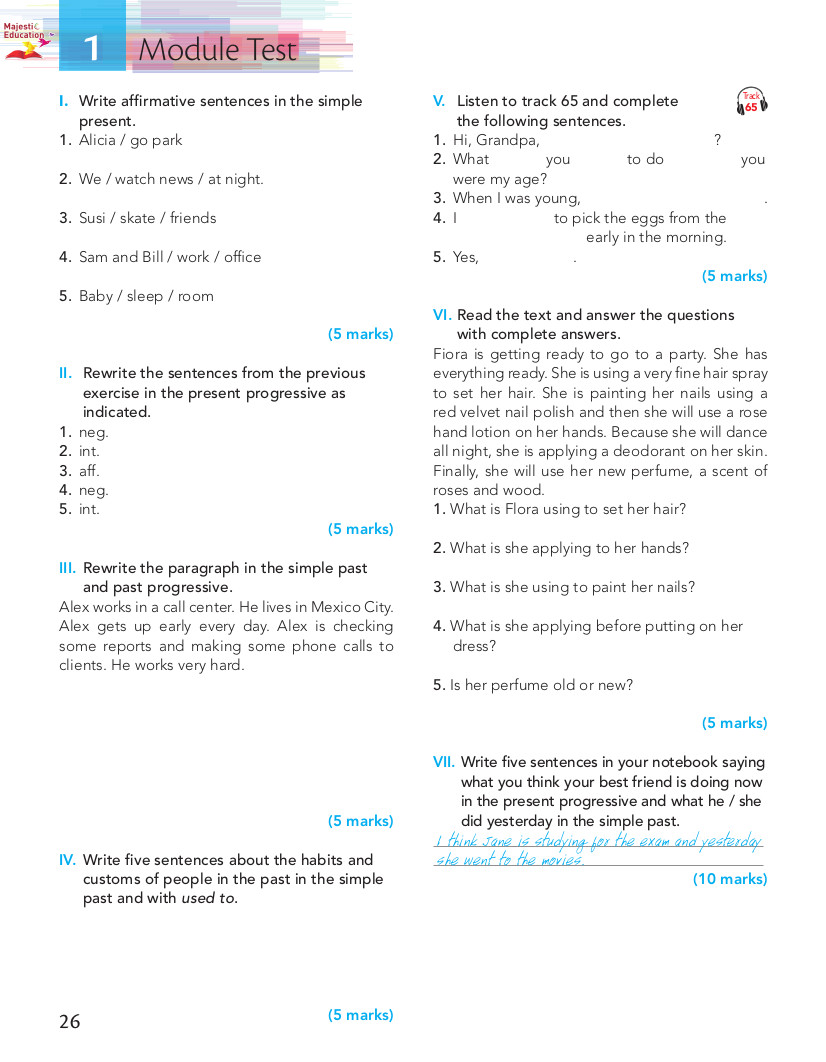 Majestic
Education
1 Module Test
I. Write affirmative sentences in the simple
present.
1. Alicia / go park
2. We / watch news / at night.
3. Susi / skate / friends
4. Sam and Bill / work / office
5. Baby / sleep / room
(5 marks)
II. Rewrite the sentences from the previous
exercise in the present progressive as
indicated.
1. neg.
2. int.
3. aff.
4. neg.
5. int.
(5 marks)
III. Rewrite the paragraph in the simple past
and past progressive.
Alex works in a call center. He lives in Mexico City.
Alex gets up early every day. Alex is checking
some reports and making some phone calls to
clients. He works very hard.
(5 marks)
IV. Write five sentences about the habits and
customs of people in the past in the simple
past and with used to.
(5 marks)
26
V. Listen to track 65 and complete
the following sentences.
Track
65
1. Hi, Grandpa, ?
2. What you to do you
were my age?
3. When I was young, .
4. I to pick the eggs from the
early in the morning.
5. Yes, .
(5 marks)
VI. Read the text and answer the questions
with complete answers.
Fiora is getting ready to go to a party. She has
everything ready. She is using a very fine hair spray
to set her hair. She is painting her nails using a
red velvet nail polish and then she will use a rose
hand lotion on her hands. Because she will dance
all night, she is applying a deodorant on her skin.
Finally, she will use her new perfume, a scent of
roses and wood.
1. What is Flora using to set her hair?
2. What is she applying to her hands?
3. What is she using to paint her nails?
4. What is she applying before putting on her
dress?
5. Is her perfume old or new?
(5 marks)
VII. Write five sentences in your notebook saying
what you think your best friend is doing now
in the present progressive and what he / she
did yesterday in the simple past.
I think Jane is studying for the exam and yesterday
she went to the movies.
(10 marks)